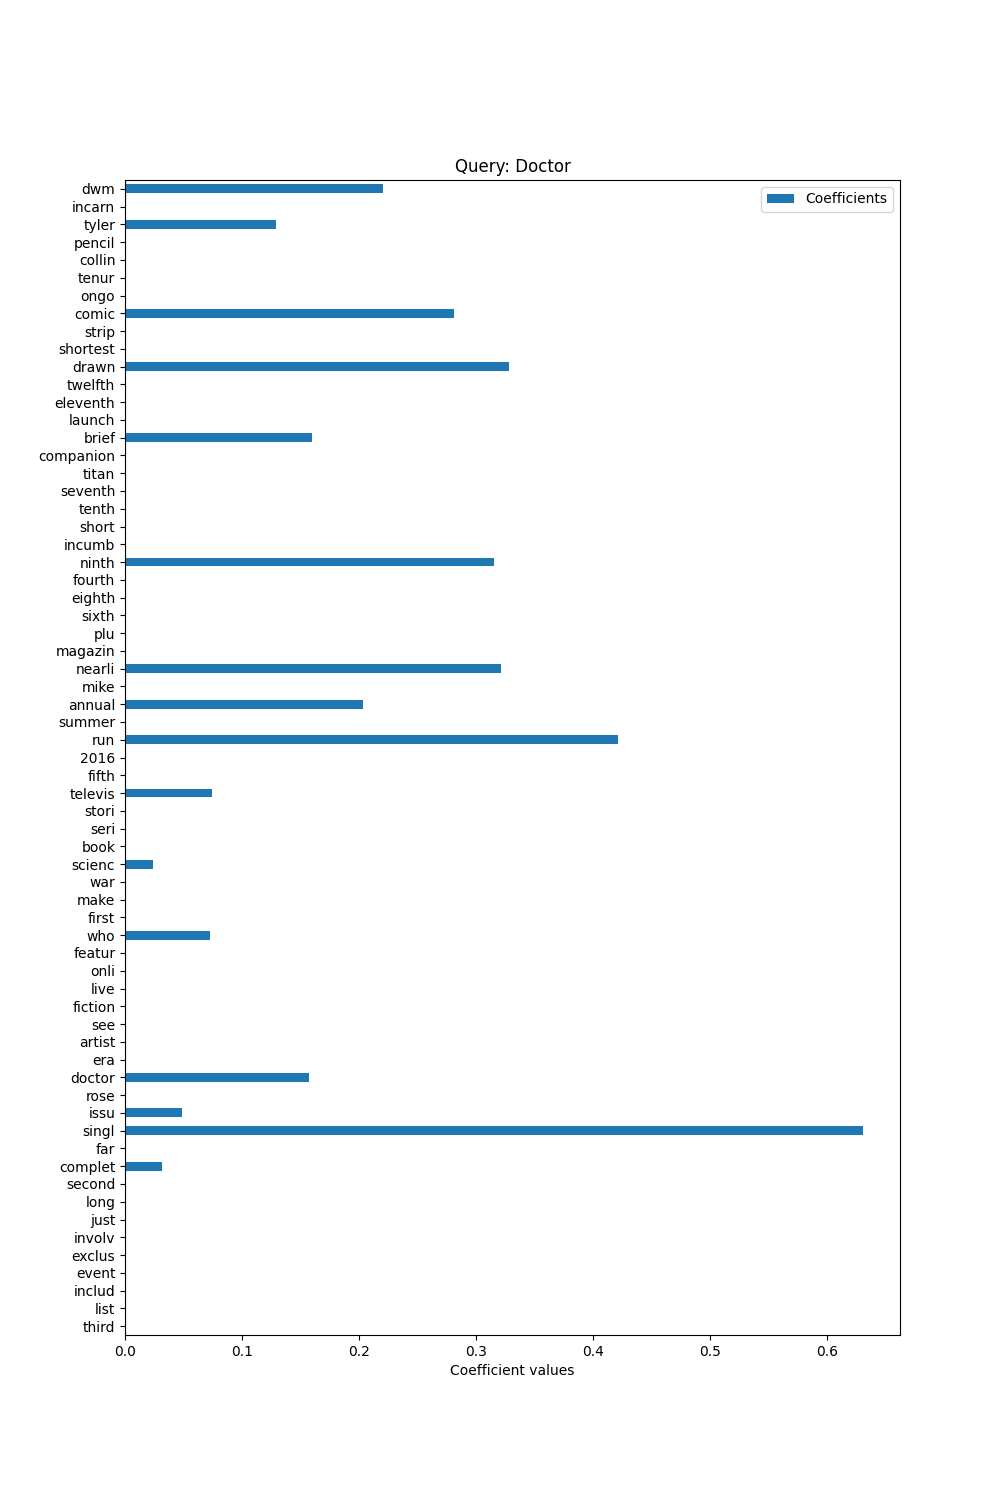 Query: Doctor
Coefficients
dwm
incarn
tyler
pencil
collin
tenur
ongo
comic
strip
shortest
drawn
twelfth
eleventh
launch
brief
companion
titan
seventh
tenth
short
incumb
ninth
fourth
eighth
sixth
plu
magazin
nearli
mike
annual
summer
run
2016
fifth
televis
stori
seri
book
scienc
war
make
first
who
featur
onli
live
fiction
see
artist
era
doctor
rose
issu
singl
far
complet
second
long
just
involv
exclus
event
includ
list
third
0.0 0.1 0.2 0.3 0.4 0.5 0.6
Coefficient values